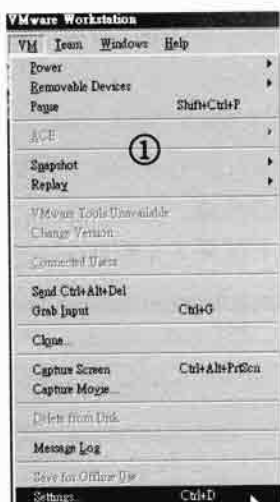 VMware Workstation
VM Team Windows Help
Power
Removable Devices
Pause Shift+Ctrl+P
ACE
①
Snapshot
Replay
VMware Tools Unavailable
Change Version...
Connected Users
Send Ctrl+Alt+Del
Grab Input Ctrl+G
Clone...
Capture Screen Ctrl+Alt+PrtScn
Capture Movie...
Delete from Disk
Message Log
Save for Offline Use
Settings... Ctrl+D